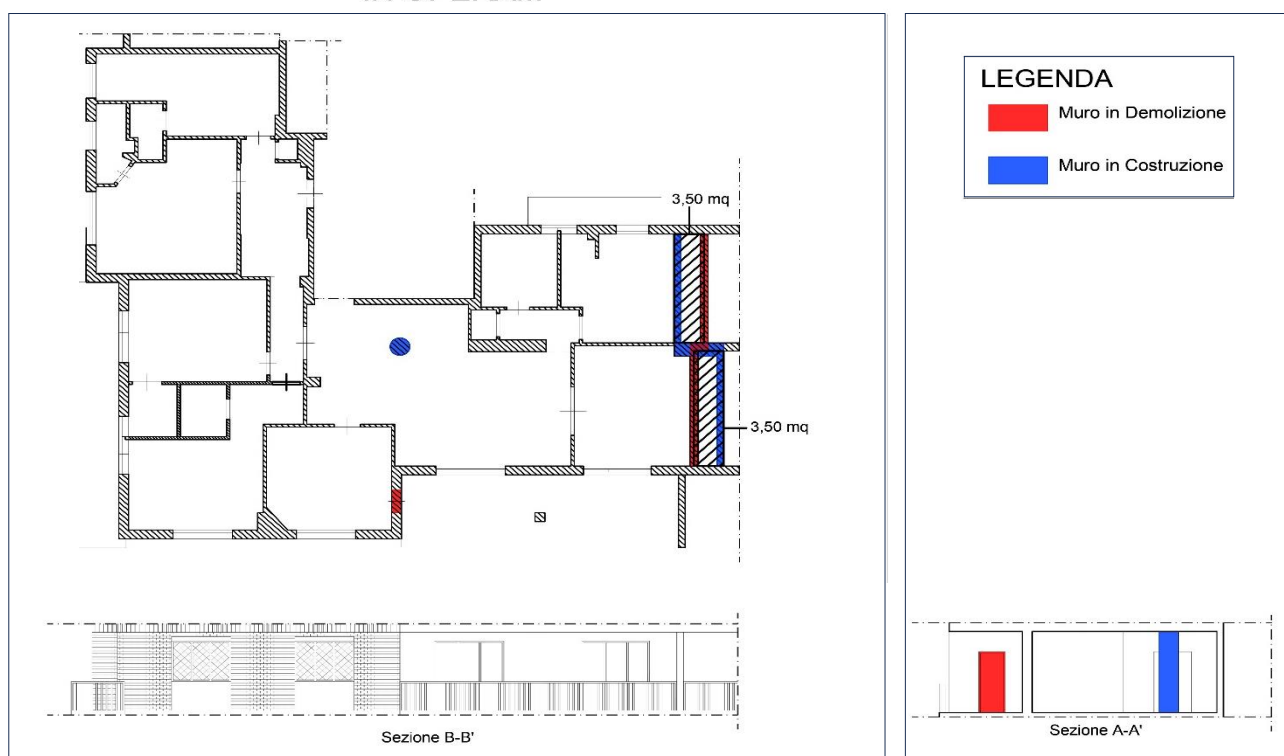 3,50 mq
3,50 mq
Sezione B-B'
LEGENDA
Muro in Demolizione
Muro in Costruzione
Sezione A-A'